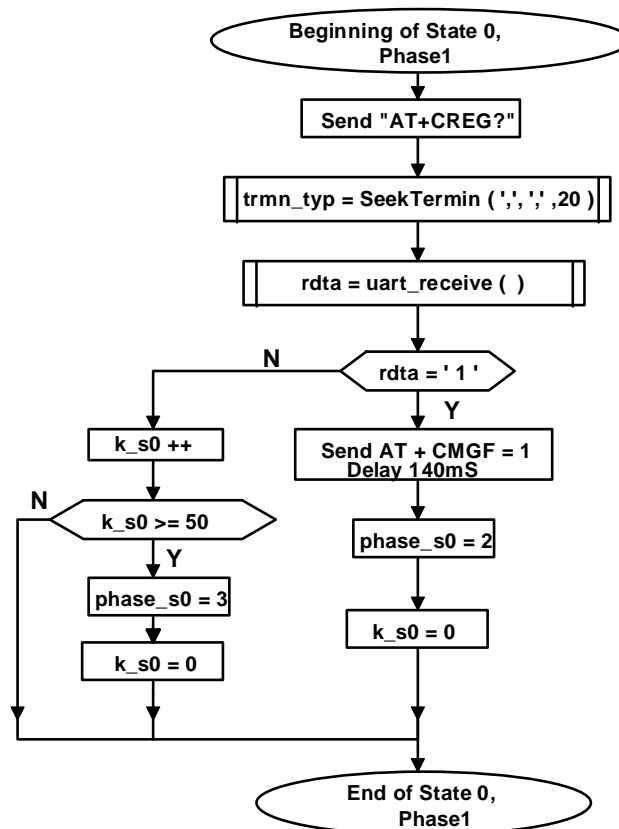 Beginning of State 0,
Phase1
Send "AT+CREG?"
trmn_typ = SeekTermin ( ',', ',' ,20 )
rdta = uart_receive ( )
rdta = ' 1 '
N
Y
k_s0 ++
Send AT + CMGF = 1
Delay 140mS
N
k_s0 >= 50
Y
phase_s0 = 2
phase_s0 = 3
k_s0 = 0
k_s0 = 0
End of State 0,
Phase1